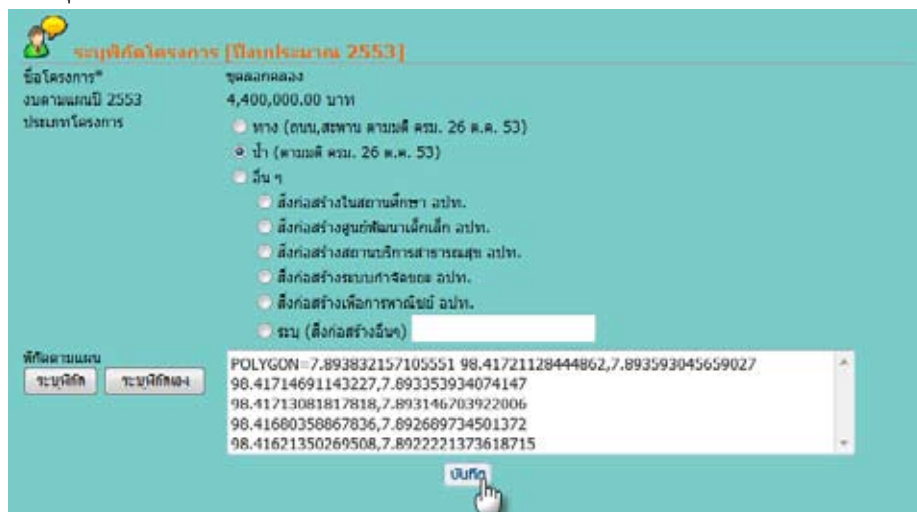 ระบุพิกัดโครงการ [ปีงบประมาณ 2553]
ชื่อโครงการ* ขุดลอกคลอง
งบตามแผนปี 2553 4,400,000.00 บาท
ประเภทโครงการ ทาง (ถนน,สะพาน ตามมติ ครม. 26 ต.ค. 53)
น้ำ (ตามมติ ครม. 26 ต.ค. 53)
อื่น ๆ
สิ่งก่อสร้างในสถานศึกษา อปท.
สิ่งก่อสร้างศูนย์พัฒนาเด็กเล็ก อปท.
สิ่งก่อสร้างสถานบริการสาธารณสุข อปท.
สิ่งก่อสร้างระบบกำจัดขยะ อปท.
สิ่งก่อสร้างเพื่อการพาณิชย์ อปท.
ระบุ (สิ่งก่อสร้างอื่นๆ)
พิกัดตามแผน
ระบุพิกัด ระบุพิกัดเอง
POLYGON=7.893832157105551 98.41721128444862,7.893593045659027
98.41714691143227,7.893353934074147
98.41713081817818,7.893146703922006
98.41680358867836,7.892689734501372
98.41621350269508,7.89222213736187​15
บันทึก